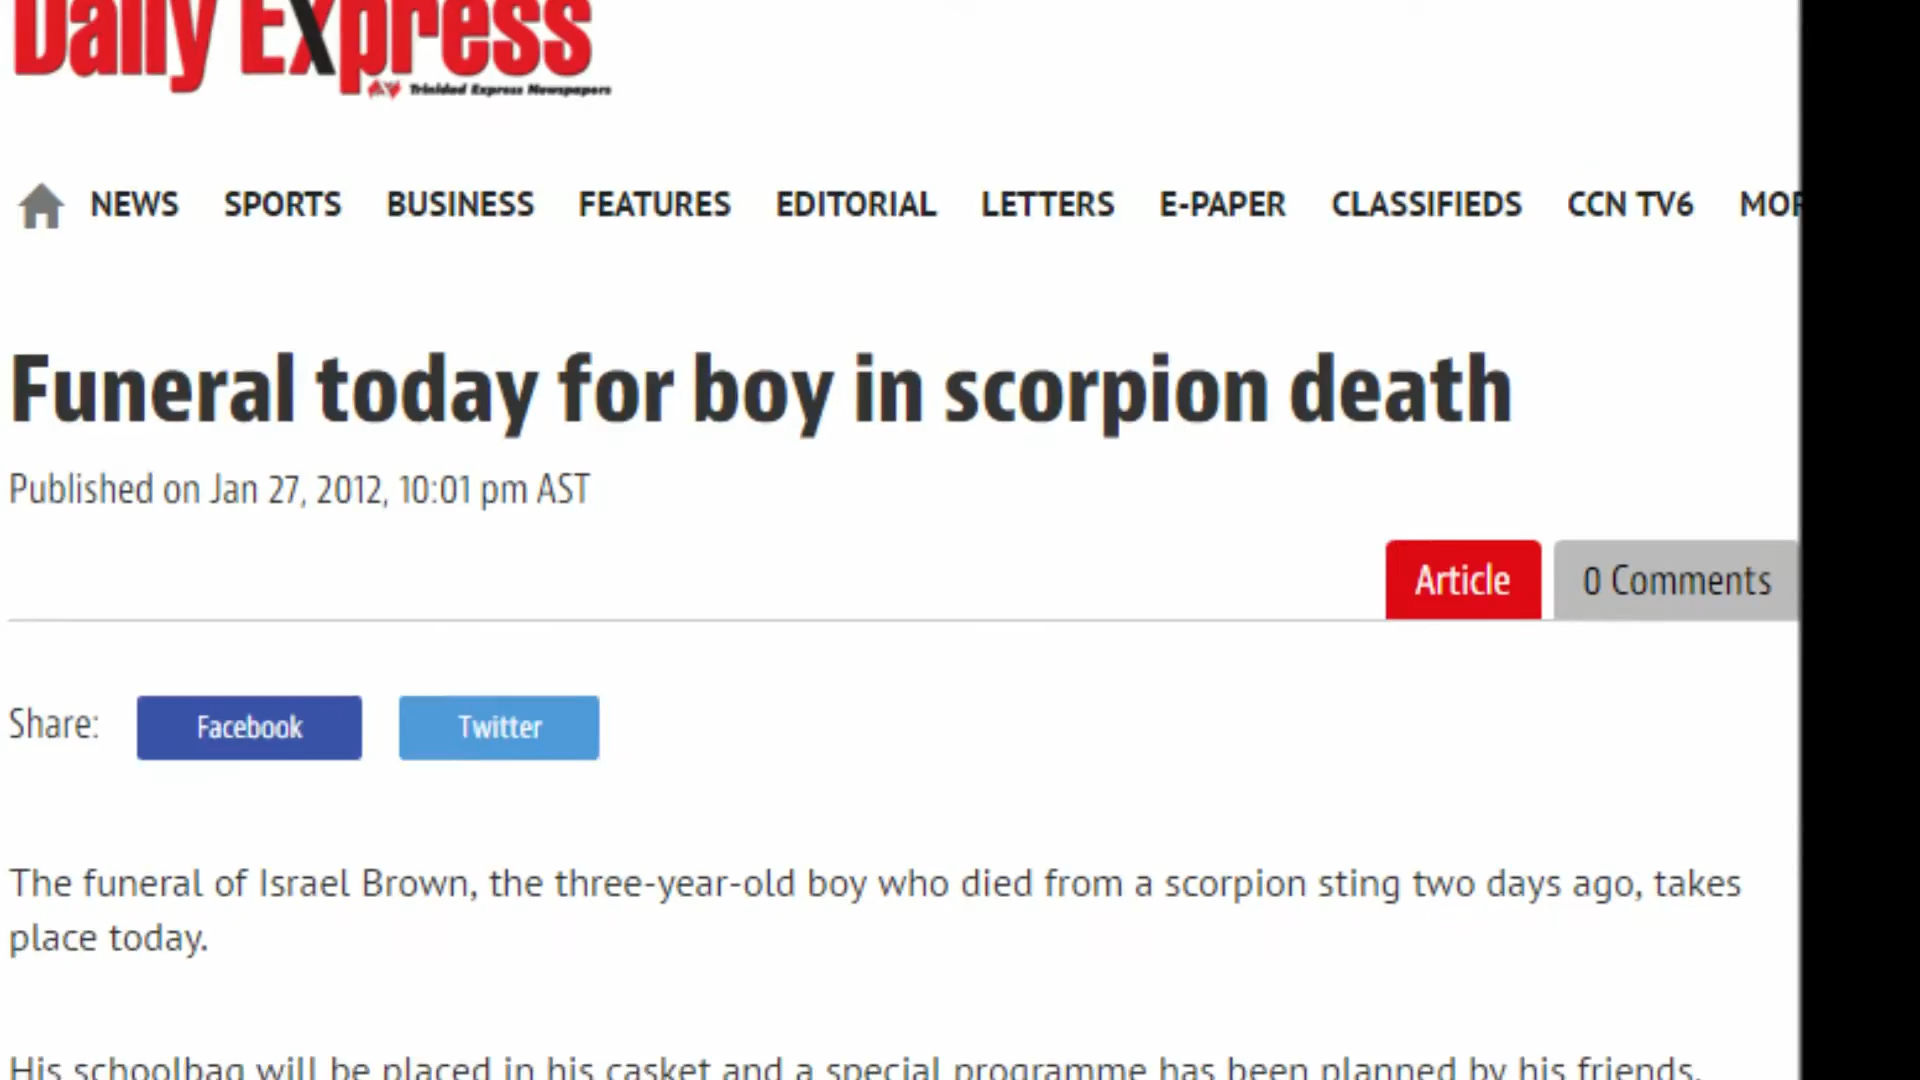 Daily Express
Trinidad Express Newspapers
NEWS SPORTS BUSINESS FEATURES EDITORIAL LETTERS E-PAPER CLASSIFIEDS CCN TV6 MOR
Funeral today for boy in scorpion death
Published on Jan 27, 2012, 10:01 pm AST
Article 0 Comments
Share: Facebook Twitter
The funeral of Israel Brown, the three-year-old boy who died from a scorpion sting two days ago, takes
place today.
His schoolbag will be placed in his casket and a special programme has been planned by his friends.